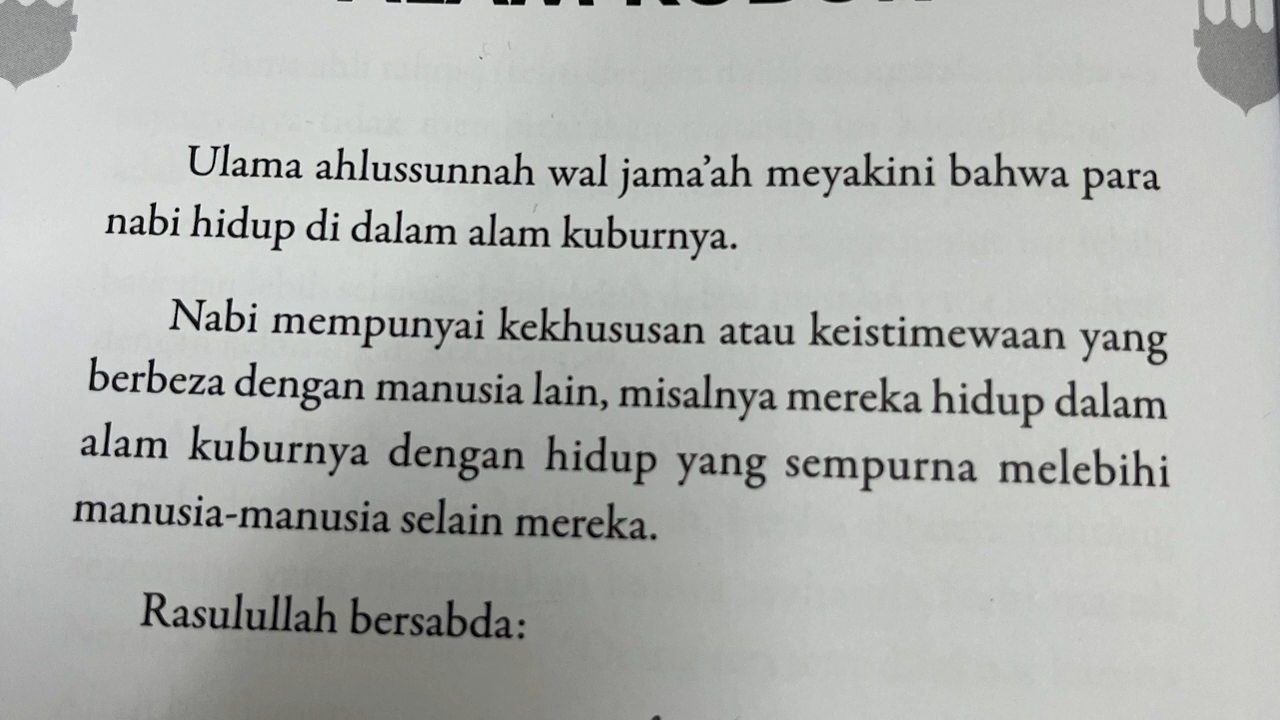 Ulama ahlussunnah wal jama’ah meyakini bahwa para
nabi hidup di dalam alam kuburnya.
Nabi mempunyai kekhususan atau keistimewaan yang
berbeza dengan manusia lain, misalnya mereka hidup dalam
alam kuburnya dengan hidup yang sempurna melebihi
manusia-manusia selain mereka.
Rasulullah bersabda: